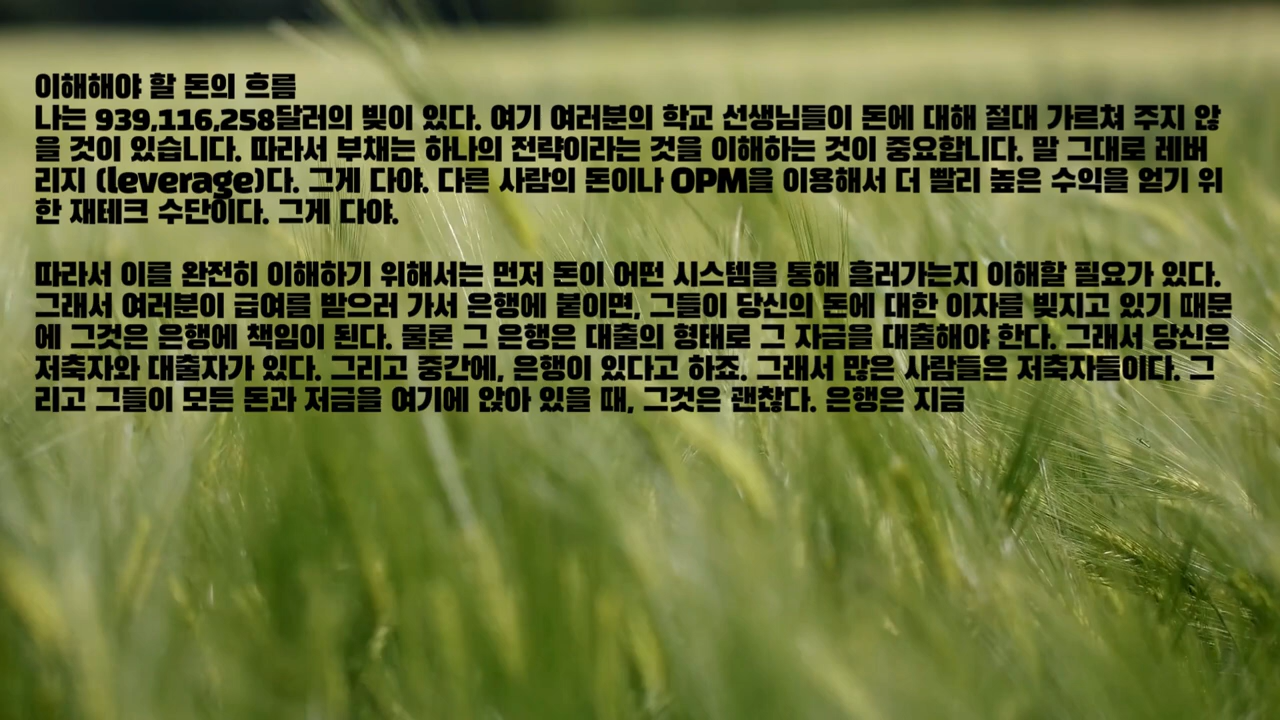 이해해야 할 돈의 흐름
나는 939,116,258달러의 빚이 있다. 여기 여러분의 학교 선생님들이 돈에 대해 절대 가르쳐 주지 않
을 것이 있습니다. 따라서 부채는 하나의 전략이라는 것을 이해하는 것이 중요합니다. 말 그대로 레버
리지 (leverage)다. 그게 다야. 다른 사람의 돈이나 OPM을 이용해서 더 빨리 높은 수익을 얻기 위
한 재테크 수단이다. 그게 다야.
따라서 이를 완전히 이해하기 위해서는 먼저 돈이 어떤 시스템을 통해 흘러가는지 이해할 필요가 있다.
그래서 여러분이 급여를 받으러 가서 은행에 붙이면, 그들이 당신의 돈에 대한 이자를 빚지고 있기 때문
에 그것은 은행에 책임이 된다. 물론 그 은행은 대출의 형태로 그 자금을 대출해야 한다. 그래서 당신은
저축자와 대출자가 있다. 그리고 중간에, 은행이 있다고 하죠. 그래서 많은 사람들은 저축자들이다. 그
리고 그들이 모든 돈과 저금을 여기에 앉아 있을 때, 그것은 괜찮다. 은행은 지금